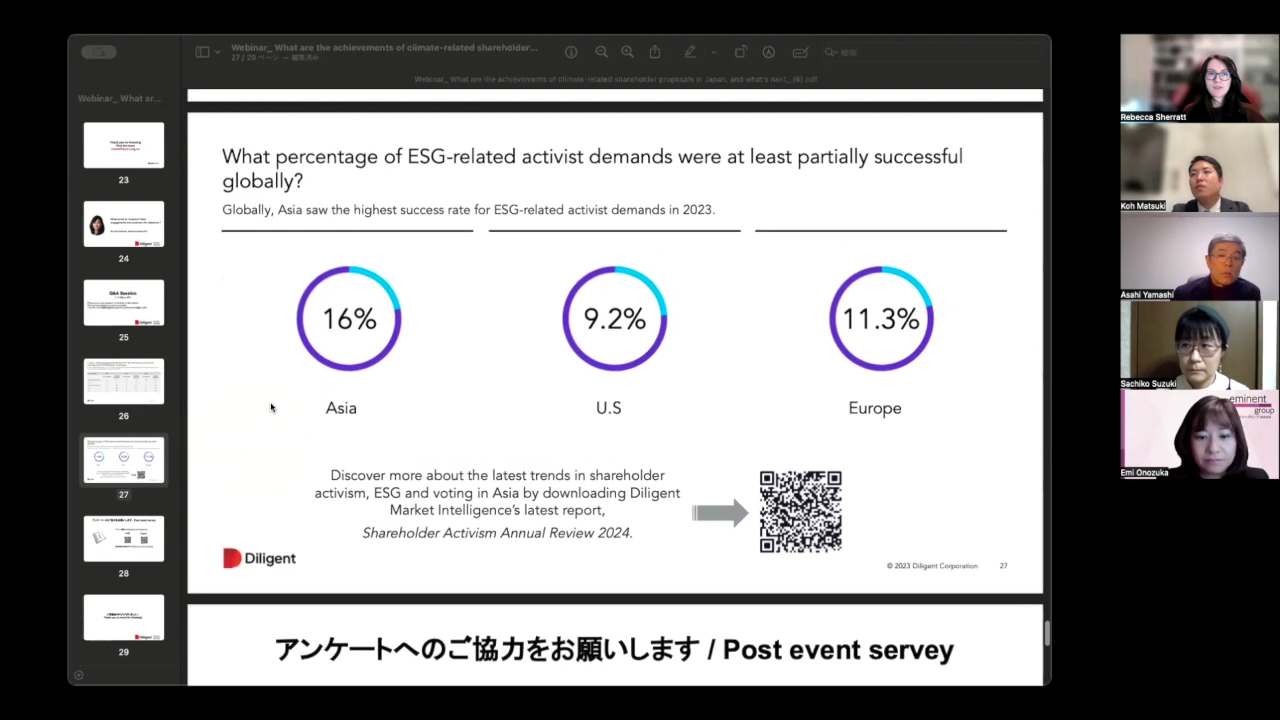 Webinar_ What are the achievements of climate-related shareholder...
27 / 29 ページ — 編集済み
検索
Webinar_ What are the achievements of climate-related shareholder proposals in Japan, and what's next_ (6).pdf
Webinar_ What ar...
23
24
Q&A Session
25
26
27
28
29
What percentage of ESG-related activist demands were at least partially successful
globally?
Globally, Asia saw the highest success rate for ESG-related activist demands in 2023.
16%
9.2%
11.3%
Asia
U.S
Europe
Discover more about the latest trends in shareholder
activism, ESG and voting in Asia by downloading Diligent
Market Intelligence's latest report,
Shareholder Activism Annual Review 2024.
Diligent
© 2023 Diligent Corporation
27
アンケートへのご協力をお願いします / Post event servey
Rebecca Sherratt
Koh Matsuki
Asahi Yamashi
Sachiko Suzuki
eminent
group
Emi Onozuka